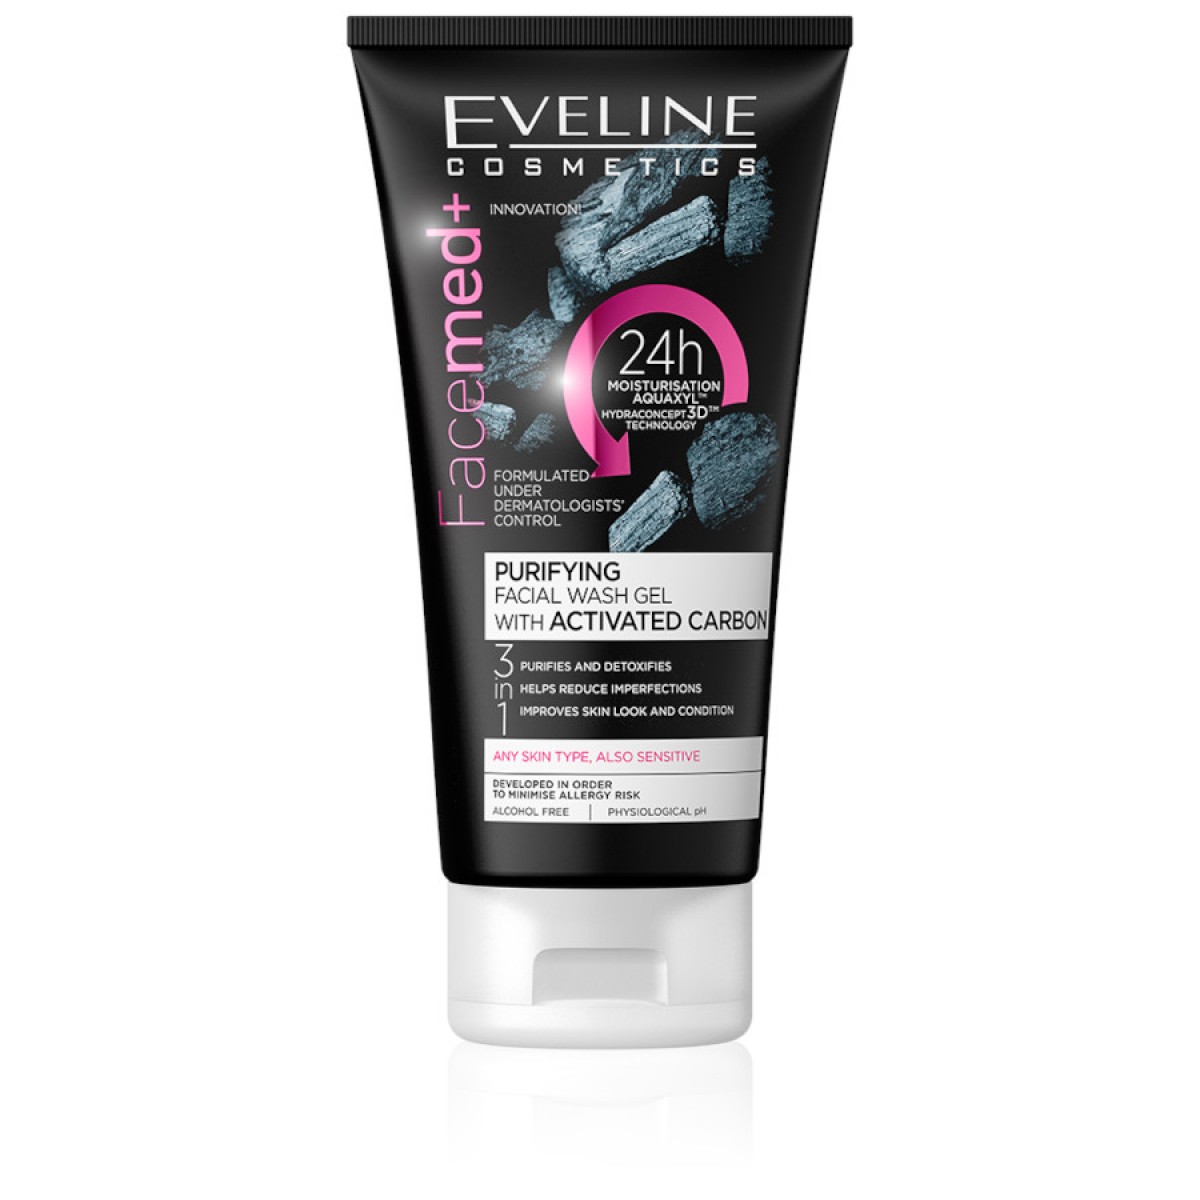 EVELINE
COSMETICS
INNOVATION!
Facemed+
24h
MOISTURISATION
AQUAXYL™
HYDRACONCEPT3D™
TECHNOLOGY
FORMULATED
UNDER
DERMATOLOGISTS'
CONTROL
PURIFYING
FACIAL WASH GEL
WITH ACTIVATED CARBON
3 in 1
PURIFIES AND DETOXIFIES
HELPS REDUCE IMPERFECTIONS
IMPROVES SKIN LOOK AND CONDITION
ANY SKIN TYPE, ALSO SENSITIVE
DEVELOPED IN ORDER
TO MINIMISE ALLERGY RISK
ALCOHOL FREE | PHYSIOLOGICAL pH